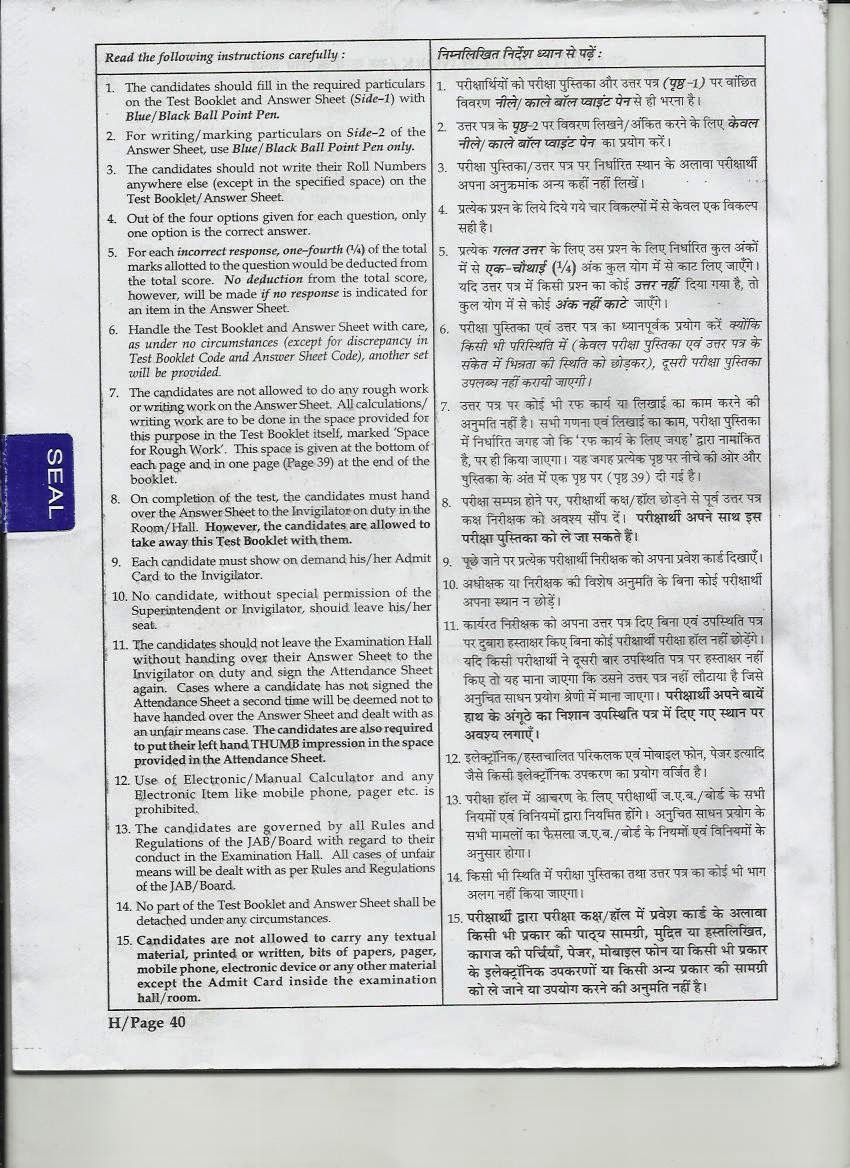 Read the following instructions carefully :
1. The candidates should fill in the required particulars
on the Test Booklet and Answer Sheet (Side–1) with
Blue/Black Ball Point Pen.
2. For writing/marking particulars on Side–2 of the
Answer Sheet, use Blue/Black Ball Point Pen only.
3. The candidates should not write their Roll Numbers
anywhere else (except in the specified space) on the
Test Booklet/Answer Sheet.
4. Out of the four options given for each question, only
one option is the correct answer.
5. For each incorrect response, one–fourth (¼) of the total
marks allotted to the question would be deducted from
the total score. No deduction from the total score,
however, will be made if no response is indicated for
an item in the Answer Sheet.
6. Handle the Test Booklet and Answer Sheet with care,
as under no circumstances (except for discrepancy in
Test Booklet Code and Answer Sheet Code), another set
will be provided.
7. The candidates are not allowed to do any rough work
or writing work on the Answer Sheet. All calculations/
writing work are to be done in the space provided for
this purpose in the Test Booklet itself, marked 'Space
for Rough Work'. This space is given at the bottom of
each page and in one page (Page 39) at the end of the
booklet.
8. On completion of the test, the candidates must hand
over the Answer Sheet to the Invigilator on duty in the
Room/Hall. However, the candidates are allowed to
take away this Test Booklet with them.
9. Each candidate must show on demand his/her Admit
Card to the Invigilator.
10. No candidate, without special permission of the
Superintendent or Invigilator, should leave his/her
seat.
11. The candidates should not leave the Examination Hall
without handing over their Answer Sheet to the
Invigilator on duty and sign the Attendance Sheet
again. Cases where a candidate has not signed the
Attendance Sheet a second time will be deemed not to
have handed over the Answer Sheet and dealt with as
an unfair means case. The candidates are also required
to put their left hand THUMB impression in the space
provided in the Attendance Sheet.
12. Use of Electronic/Manual Calculator and any
Electronic Item like mobile phone, pager etc. is
prohibited.
13. The candidates are governed by all Rules and
Regulations of the JAB/Board with regard to their
conduct in the Examination Hall. All cases of unfair
means will be dealt with as per Rules and Regulations
of the JAB/Board.
14. No part of the Test Booklet and Answer Sheet shall be
detached under any circumstances.
15. Candidates are not allowed to carry any textual
material, printed or written, bits of papers, pager,
mobile phone, electronic device or any other material
except the Admit Card inside the examination
hall/room.
निम्नलिखित निर्देश ध्यान से पढ़ें :
1. परीक्षार्थियों को परीक्षा पुस्तिका और उत्तर पत्र (पृष्ठ–1) पर वांछित
विवरण नीले/काले बॉल प्वाइंट पेन से ही भरना है।
2. उत्तर पत्र के पृष्ठ–2 पर विवरण लिखने/अंकित करने के लिए केवल
नीले/काले बॉल प्वाइंट पेन का प्रयोग करें।
3. परीक्षा पुस्तिका/उत्तर पत्र पर निर्धारित स्थान के अलावा परीक्षार्थी
अपना अनुक्रमांक अन्य कहीं नहीं लिखें।
4. प्रत्येक प्रश्न के लिये दिये गये चार विकल्पों में से केवल एक विकल्प
सही है।
5. प्रत्येक गलत उत्तर के लिए उस प्रश्न के लिए निर्धारित कुल अंकों
में से एक-चौथाई (¼) अंक कुल योग में से काट लिए जाएँगे।
यदि उत्तर पत्र में किसी प्रश्न का कोई उत्तर नहीं दिया गया है, तो
कुल योग में से कोई अंक नहीं काटे जाएँगे।
6. परीक्षा पुस्तिका एवं उत्तर पत्र का ध्यानपूर्वक प्रयोग करें क्योंकि
किसी भी परिस्थिति में (केवल परीक्षा पुस्तिका एवं उत्तर पत्र के
संकेत में भिन्नता की स्थिति को छोड़कर), दूसरी परीक्षा पुस्तिका
उपलब्ध नहीं करायी जाएगी।
7. उत्तर पत्र पर कोई भी रफ कार्य या लिखाई का काम करने की
अनुमति नहीं है। सभी गणना एवं लिखाई का काम, परीक्षा पुस्तिका
में निर्धारित जगह जो कि 'रफ कार्य के लिए जगह' द्वारा नामांकित
है, पर ही किया जाएगा। यह जगह प्रत्येक पृष्ठ पर नीचे की ओर और
पुस्तिका के अंत में एक पृष्ठ पर (पृष्ठ 39) दी गई है।
8. परीक्षा सम्पन्न होने पर, परीक्षार्थी कक्ष/हॉल छोड़ने से पूर्व उत्तर पत्र
कक्ष निरीक्षक को अवश्य सौंप दें। परीक्षार्थी अपने साथ इस
परीक्षा पुस्तिका को ले जा सकते हैं।
9. पूछे जाने पर प्रत्येक परीक्षार्थी निरीक्षक को अपना प्रवेश कार्ड दिखाएँ।
10. अधीक्षक या निरीक्षक की विशेष अनुमति के बिना कोई परीक्षार्थी
अपना स्थान न छोड़ें।
11. कार्यरत निरीक्षक को अपना उत्तर पत्र दिए बिना एवं उपस्थिति पत्र
पर दुबारा हस्ताक्षर किए बिना कोई परीक्षार्थी परीक्षा हॉल नहीं छोड़ेंगे।
यदि किसी परीक्षार्थी ने दूसरी बार उपस्थिति पत्र पर हस्ताक्षर नहीं
किए तो यह माना जाएगा कि उसने उत्तर पत्र नहीं लौटाया है जिसे
अनुचित साधन प्रयोग श्रेणी में माना जाएगा। परीक्षार्थी अपने बायें
हाथ के अंगूठे का निशान उपस्थिति पत्र में दिए गए स्थान पर
अवश्य लगाएँ।
12. इलेक्ट्रॉनिक/हस्तचालित परिकलक एवं मोबाइल फोन, पेजर इत्यादि
जैसे किसी इलेक्ट्रॉनिक उपकरण का प्रयोग वर्जित है।
13. परीक्षा हॉल में आचरण के लिए परीक्षार्थी ज.ए.ब./बोर्ड के सभी
नियमों एवं विनियमों द्वारा नियमित होंगे। अनुचित साधन प्रयोग के
सभी मामलों का फैसला ज.ए.ब./बोर्ड के नियमों एवं विनियमों के
अनुसार होगा।
14. किसी भी स्थिति में परीक्षा पुस्तिका तथा उत्तर पत्र का कोई भी भाग
अलग नहीं किया जाएगा।
15. परीक्षार्थी द्वारा परीक्षा कक्ष/हॉल में प्रवेश कार्ड के अलावा
किसी भी प्रकार की पाठ्य सामग्री, मुद्रित या हस्तलिखित,
कागज की पर्चियाँ, पेजर, मोबाइल फोन या किसी भी प्रकार
के इलेक्ट्रॉनिक उपकरणों या किसी अन्य प्रकार की सामग्री
को ले जाने या उपयोग करने की अनुमति नहीं है।
SEAL
H/Page 40